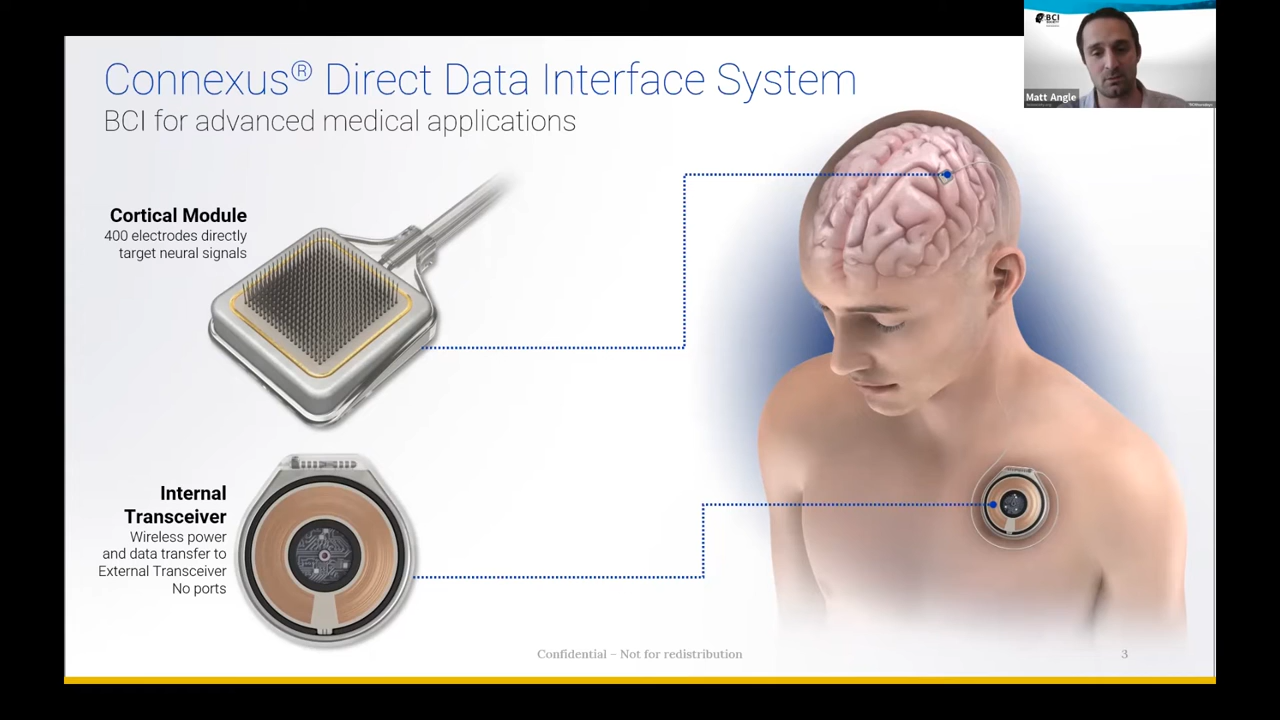 Connexus® Direct Data Interface System
BCI for advanced medical applications
Cortical Module
400 electrodes directly
target neural signals
Internal
Transceiver
Wireless power
and data transfer to
External Transceiver
No ports
Confidential – Not for redistribution
3
BCI
Matt Angle